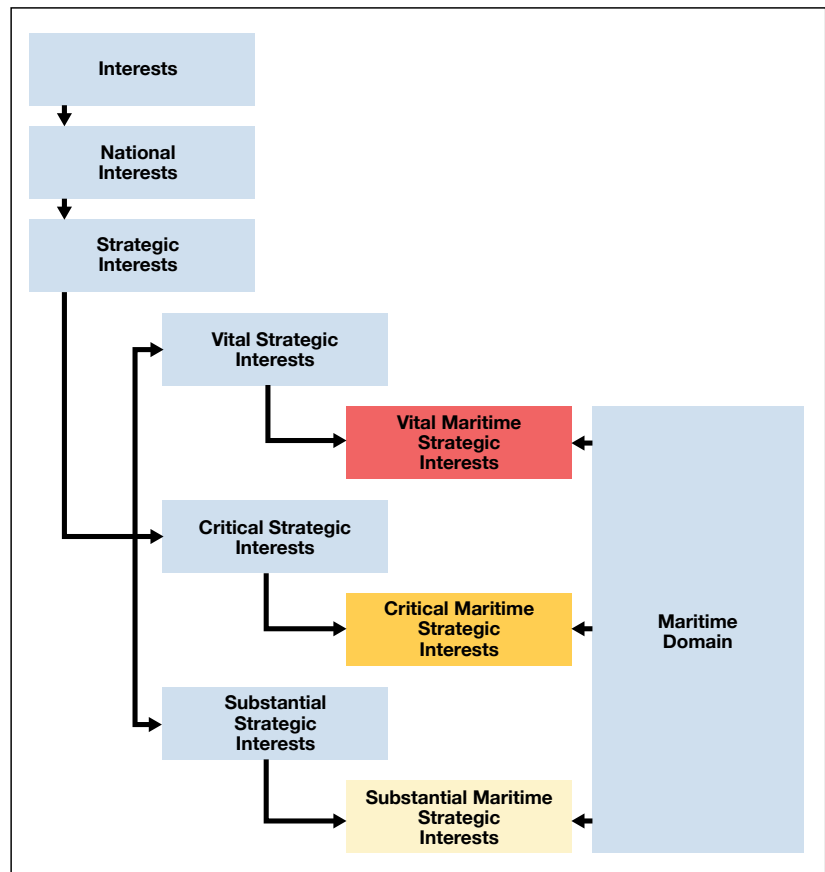 Interests
National
Interests
Strategic
Interests
Vital Strategic
Interests
Vital Maritime
Strategic
Interests
Critical Strategic
Interests
Critical Maritime
Strategic
Interests
Maritime
Domain
Substantial
Strategic
Interests
Substantial Maritime
Strategic
Interests